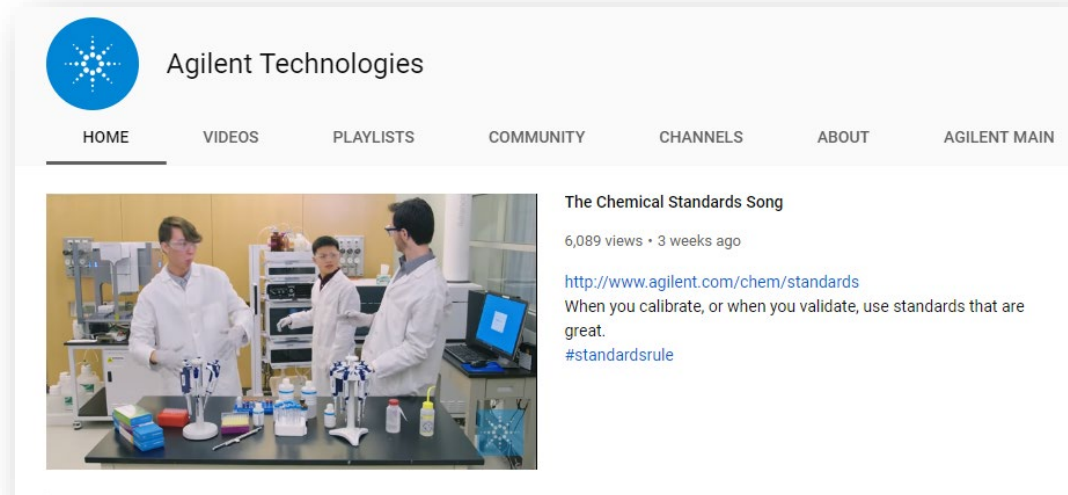 Agilent Technologies
HOME VIDEOS PLAYLISTS COMMUNITY CHANNELS ABOUT AGILENT MAIN
The Chemical Standards Song
6,089 views • 3 weeks ago
http://www.agilent.com/chem/standards
When you calibrate, or when you validate, use standards that are
great.
#standardsrule